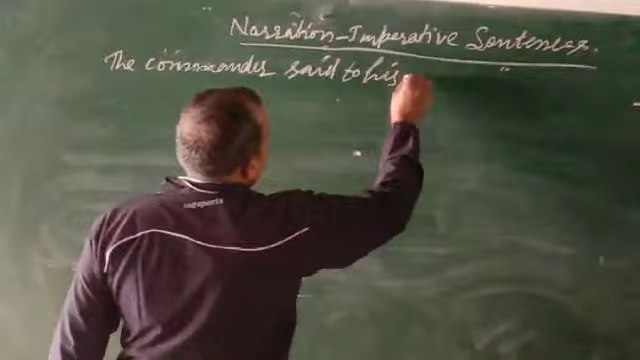 Narration-Imperative Sentences.
The commander said to his